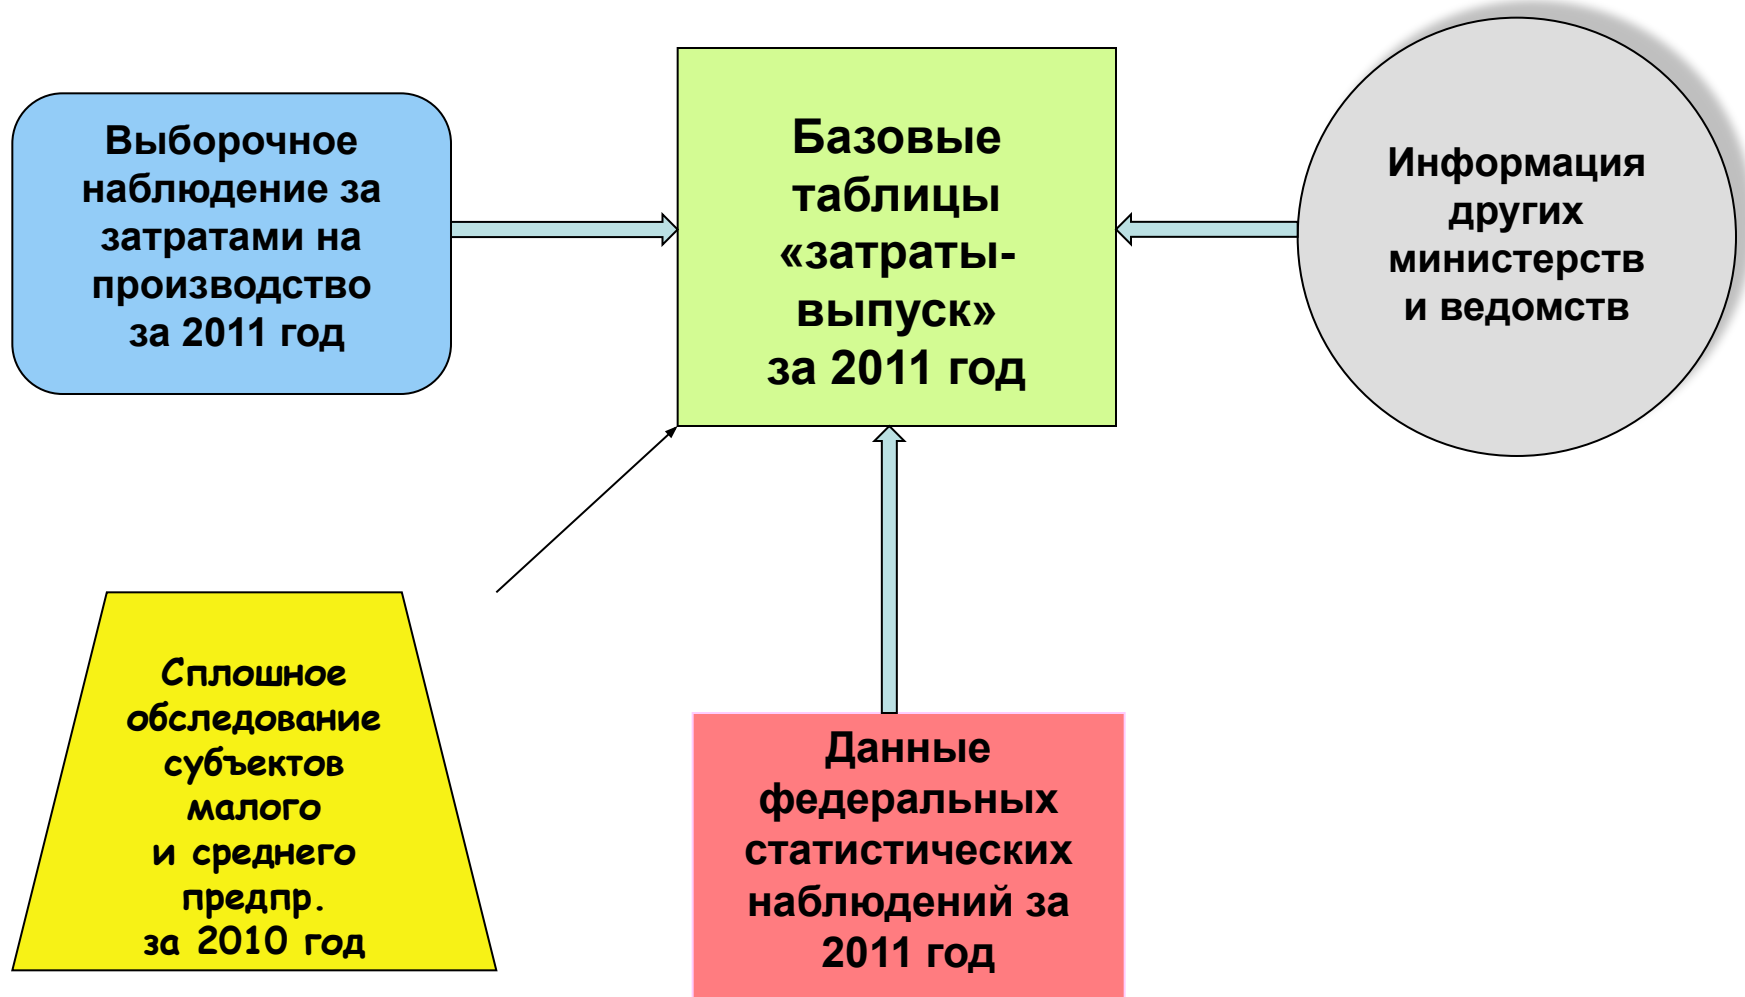 Выборочное
наблюдение за
затратами на
производство
за 2011 год
Базовые
таблицы
«затраты-
выпуск»
за 2011 год
Информация
других
министерств
и ведомств
Сплошное
обследование
субъектов
малого
и среднего
предпр.
за 2010 год
Данные
федеральных
статистических
наблюдений за
2011 год